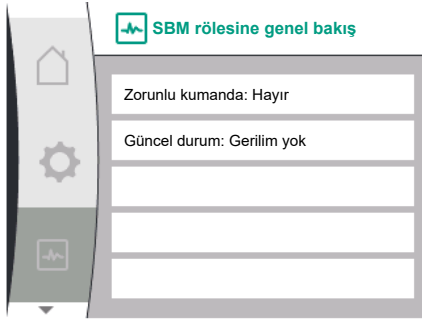 SBM rölesine genel bakış
Zorunlu kumanda: Hayır
Güncel durum: Gerilim yok